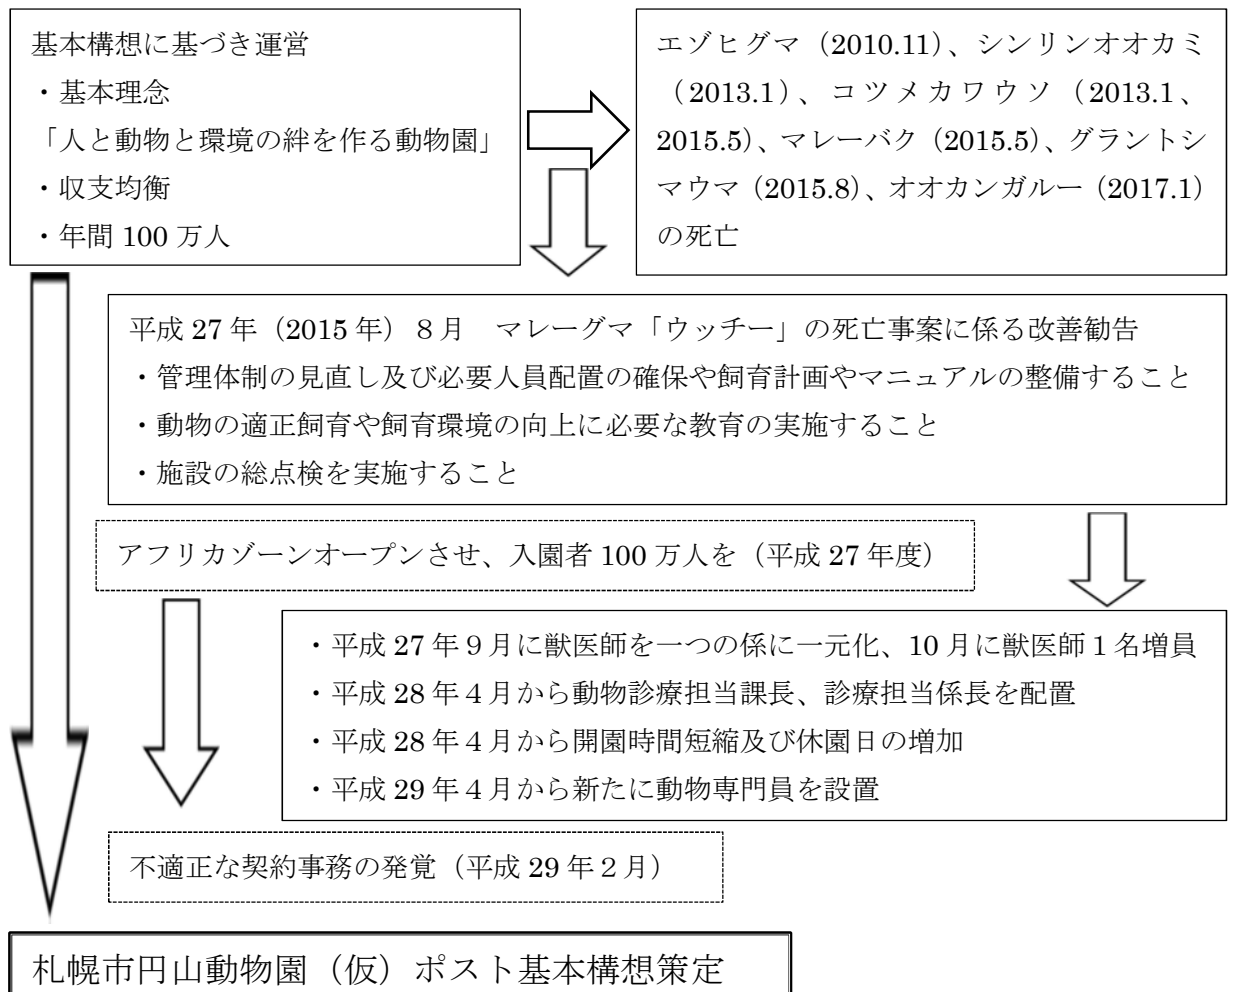 基本構想に基づき運営
・基本理念
「人と動物と環境の絆を作る動物園」
・収支均衡
・年間 100 万人
エゾヒグマ（2010.11）、シンリンオオカミ
（2013.1）、コツメカワウソ（2013.1、
2015.5）、マレーバク（2015.5）、グラントシ
マウマ（2015.8）、オオカンガルー（2017.1）
の死亡
平成 27 年（2015 年）８月　マレーグマ「ウッチー」の死亡事案に係る改善勧告
・管理体制の見直し及び必要人員配置の確保や飼育計画やマニュアルの整備すること
・動物の適正飼育や飼育環境の向上に必要な教育の実施すること
・施設の総点検を実施すること
アフリカゾーンオープンさせ、入園者 100 万人を（平成 27 年度）
・平成 27 年９月に獣医師を一つの係に一元化、10 月に獣医師１名増員
・平成 28 年４月から動物診療担当課長、診療担当係長を配置
・平成 28 年４月から開園時間短縮及び休園日の増加
・平成 29 年４月から新たに動物専門員を設置
不適正な契約事務の発覚（平成 29 年２月）
札幌市円山動物園（仮）ポスト基本構想策定